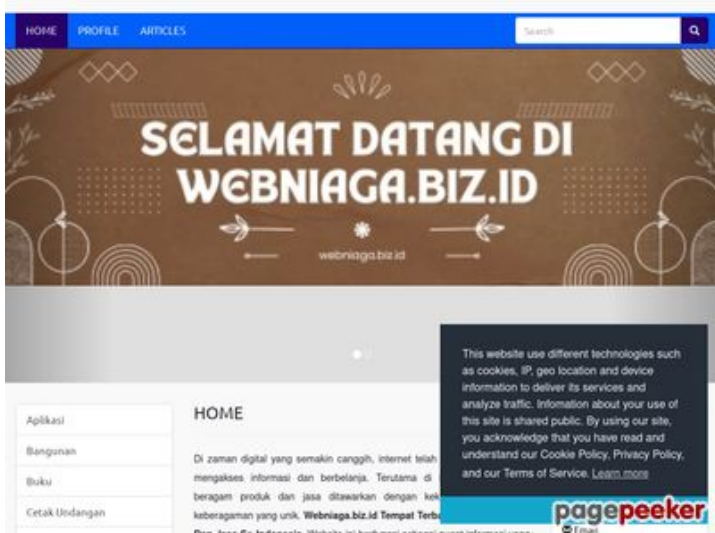 HOME PROFILE ARTICLES Search
SELAMAT DATANG DI
WEBNIAGA.BIZ.ID
webniaga.biz.id
This website use different technologies such
as cookies, IP, geo location and device
information to deliver its services and
analyze traffic. Infomation about your use of
this site is shared public. By using our site,
you acknowledge that you have read and
understand our Cookie Policy, Privacy Policy,
and our Terms of Service. Learn more
Aplikasi
Bangunan
Buku
Cetak Undangan
HOME
Di zaman digital yang semakin canggih, internet telah
mengakses informasi dan berbelanja. Terutama di
beragam produk dan jasa ditawarkan dengan
keberagaman yang unik. Webniaga.biz.id Tempat
pagepeeker
Email